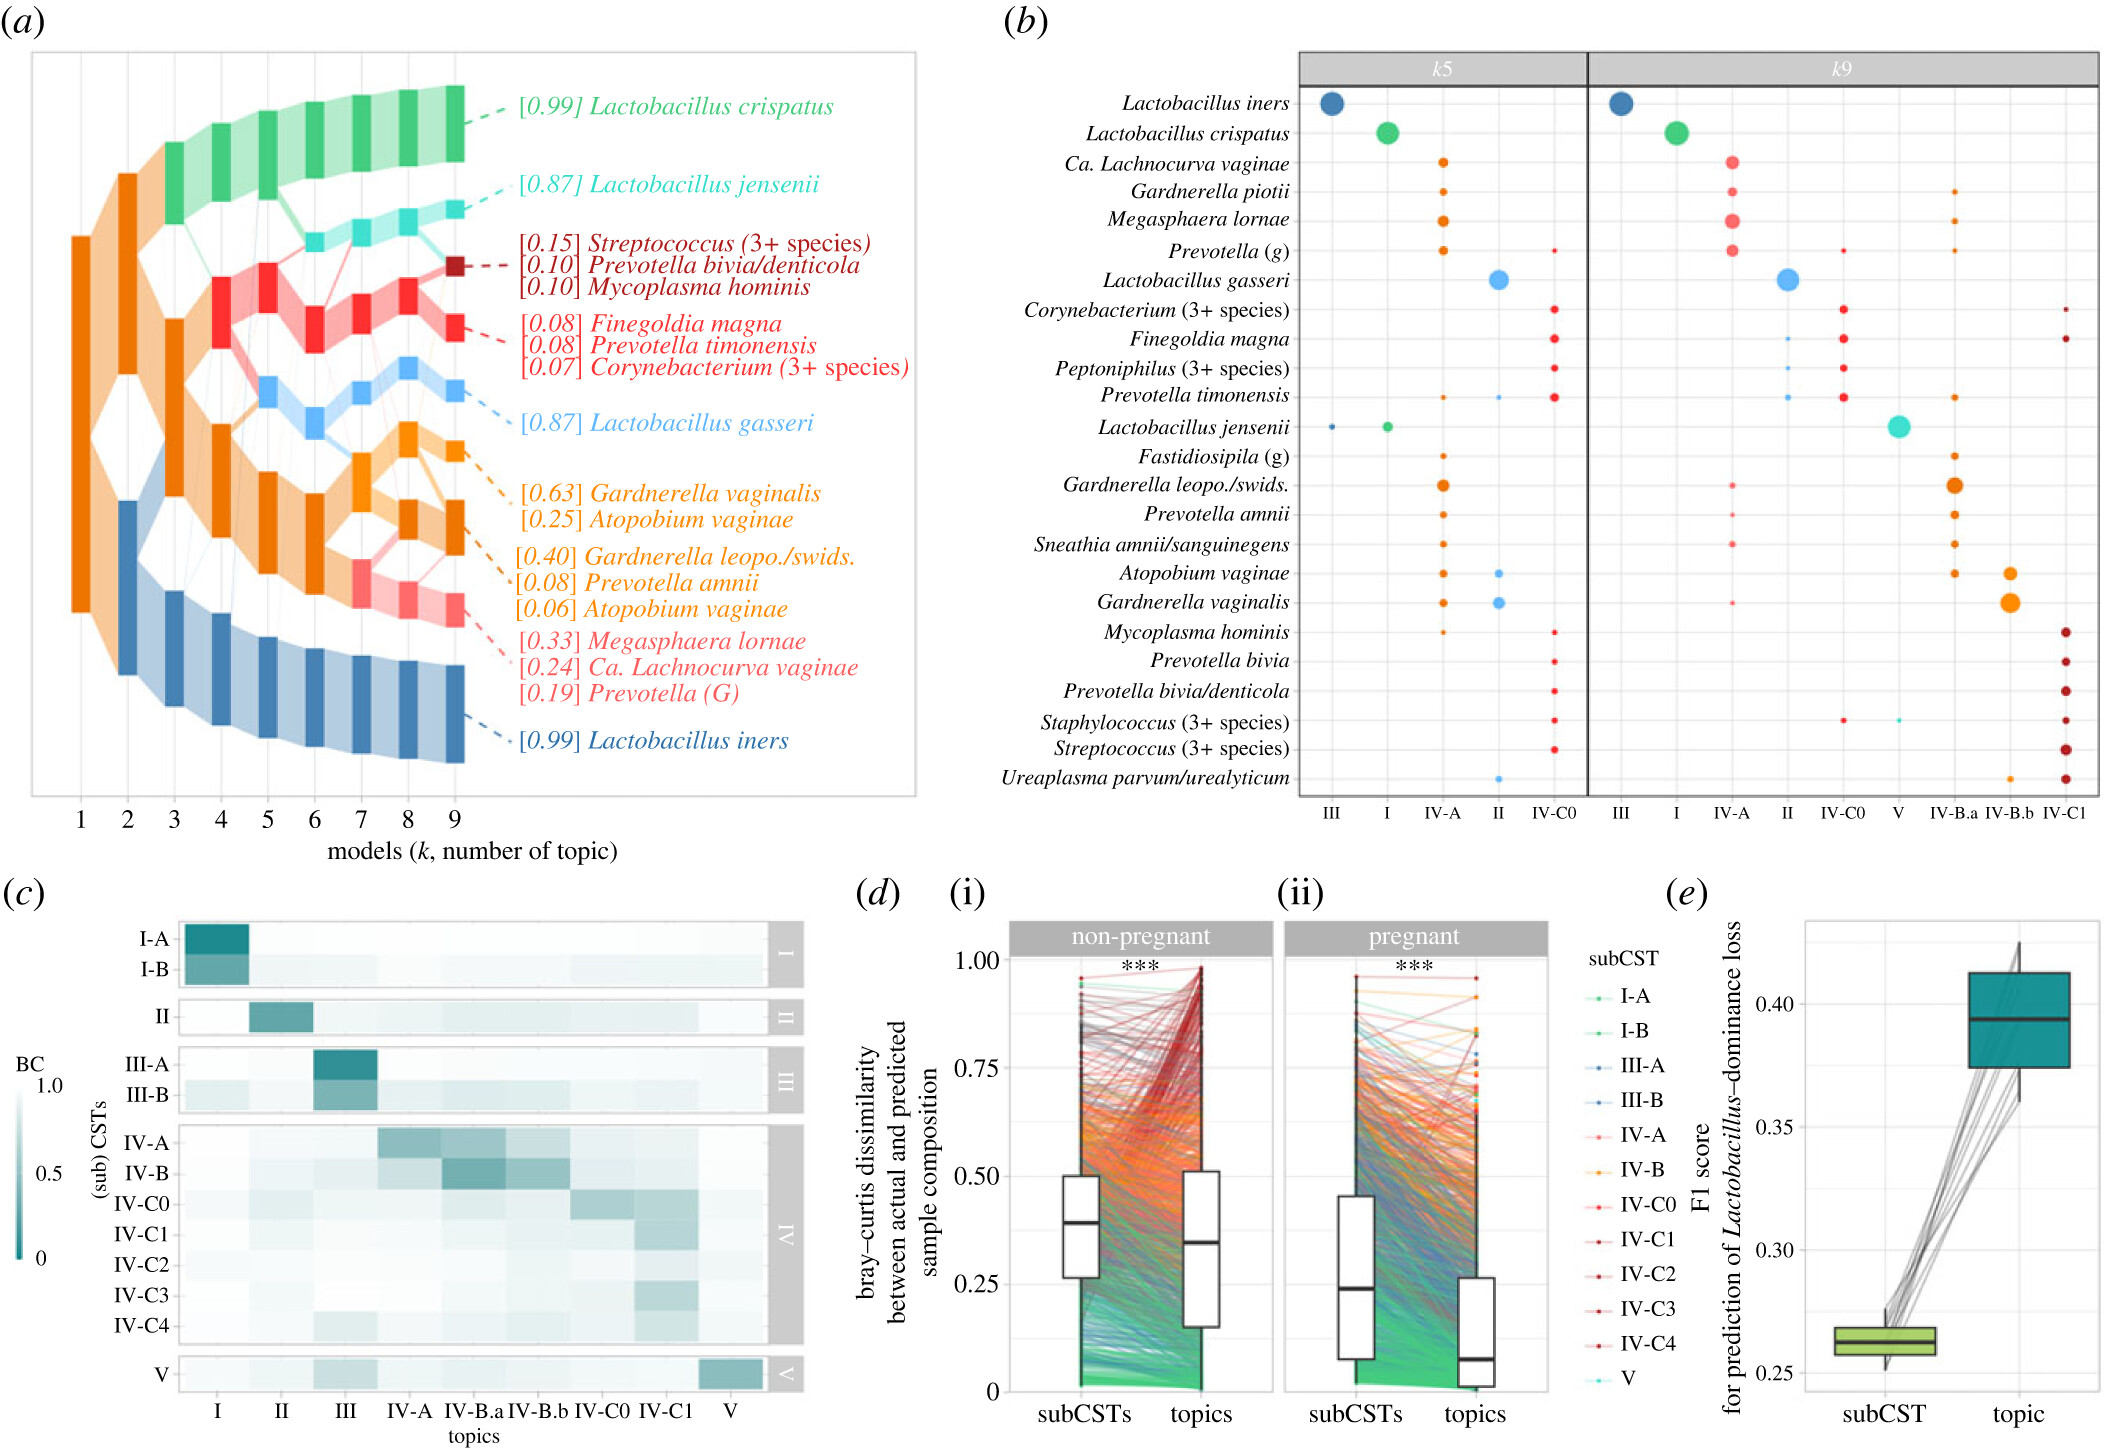 (a)
[0.99] Lactobacillus crispatus
[0.87] Lactobacillus jensenii
[0.15] Streptococcus (3+ species)
[0.10] Prevotella bivia/denticola
[0.10] Mycoplasma hominis
[0.08] Finegoldia magna
[0.08] Prevotella timonensis
[0.07] Corynebacterium (3+ species)
[0.87] Lactobacillus gasseri
[0.63] Gardnerella vaginalis
[0.25] Atopobium vaginae
[0.40] Gardnerella leopo./swids.
[0.08] Prevotella amnii
[0.06] Atopobium vaginae
[0.33] Megasphaera lornae
[0.24] Ca. Lachnocurva vaginae
[0.19] Prevotella (G)
[0.99] Lactobacillus iners
1 2 3 4 5 6 7 8 9
models (k, number of topic)
(b)
k5 k9
Lactobacillus iners
Lactobacillus crispatus
Ca. Lachnocurva vaginae
Gardnerella piotii
Megasphaera lornae
Prevotella (g)
Lactobacillus gasseri
Corynebacterium (3+ species)
Finegoldia magna
Peptoniphilus (3+ species)
Prevotella timonensis
Lactobacillus jensenii
Fastidiosipila (g)
Gardnerella leopo./swids.
Prevotella amnii
Sneathia amnii/sanguinegens
Atopobium vaginae
Gardnerella vaginalis
Mycoplasma hominis
Prevotella bivia
Prevotella bivia/denticola
Staphylococcus (3+ species)
Streptococcus (3+ species)
Ureaplasma parvum/urealyticum
III I IV-A II IV-C0 III I IV-A II IV-C0 V IV-B.a IV-B.b IV-C1
(c)
BC
1.0
0.5
0
(sub) CSTs
I-A
I-B
I
II
II
III-A
III-B
III
IV-A
IV-B
IV-C0
IV-C1
IV-C2
IV-C3
IV-C4
IV
V
V
I II III IV-A IV-B.a IV-B.b IV-C0 IV-C1 V
topics
(d)
(i) (ii)
non-pregnant pregnant
*** ***
bray–curtis dissimilarity
between actual and predicted
sample composition
1.00
0.75
0.50
0.25
0
subCSTs topics subCSTs topics
subCST
I-A
I-B
III-A
III-B
IV-A
IV-B
IV-C0
IV-C1
IV-C2
IV-C3
IV-C4
V
(e)
F1 score
for prediction of Lactobacillus–dominance loss
0.40
0.35
0.30
0.25
subCST topic